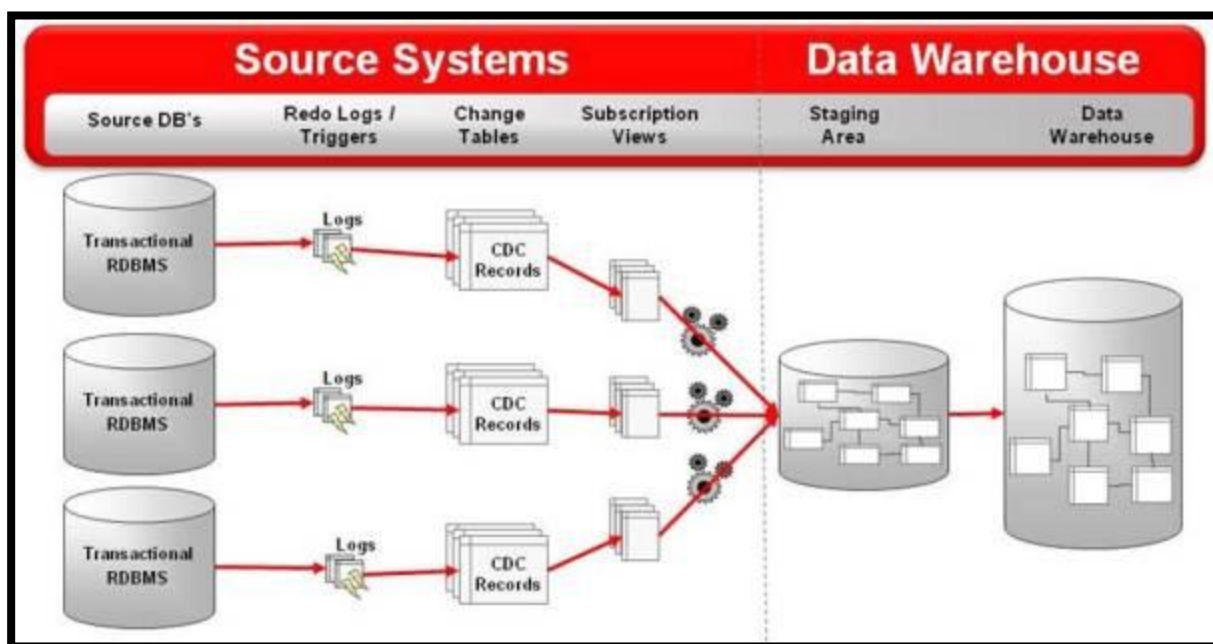 Source Systems
Data Warehouse
Source DB's
Redo Logs /
Triggers
Change
Tables
Subscription
Views
Staging
Area
Data
Warehouse
Transactional
RDBMS
Logs
CDC
Records
Transactional
RDBMS
Logs
CDC
Records
Transactional
RDBMS
Logs
CDC
Records